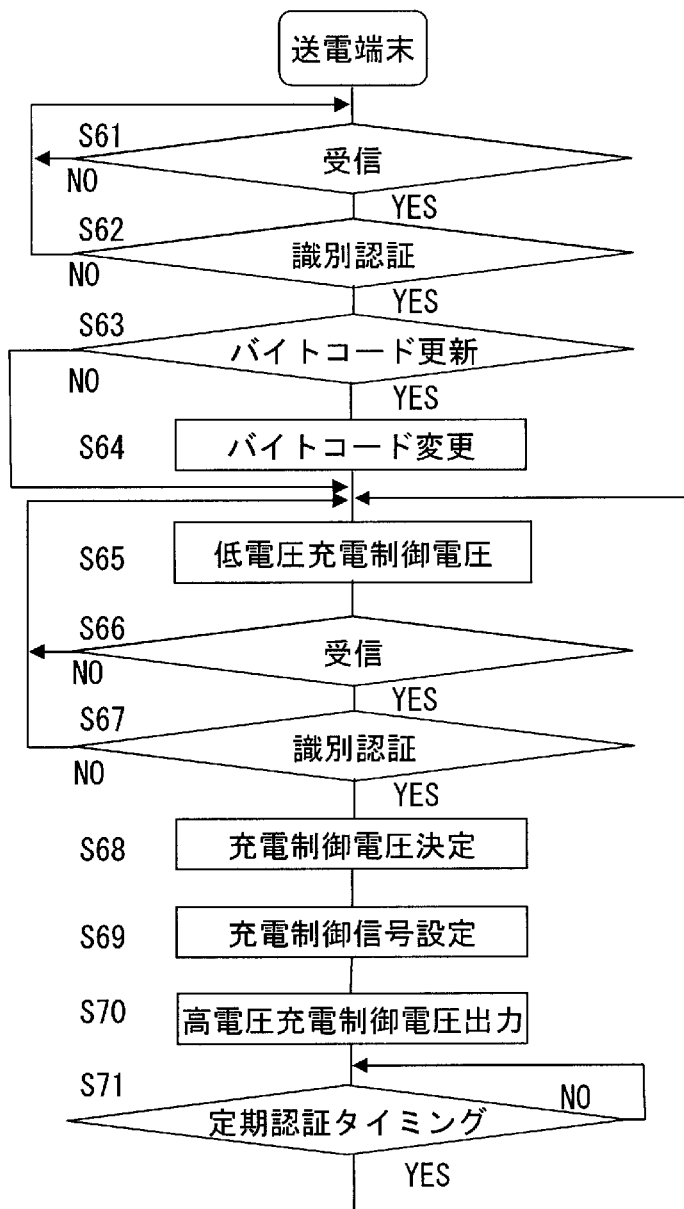 送電端末
S61
受信
NO
YES
S62
識別認証
NO
YES
S63
バイトコード更新
NO
YES
S64
バイトコード変更
S65
低電圧充電制御電圧
S66
受信
NO
YES
S67
識別認証
NO
YES
S68
充電制御電圧決定
S69
充電制御信号設定
S70
高電圧充電制御電圧出力
S71
定期認証タイミング
NO
YES